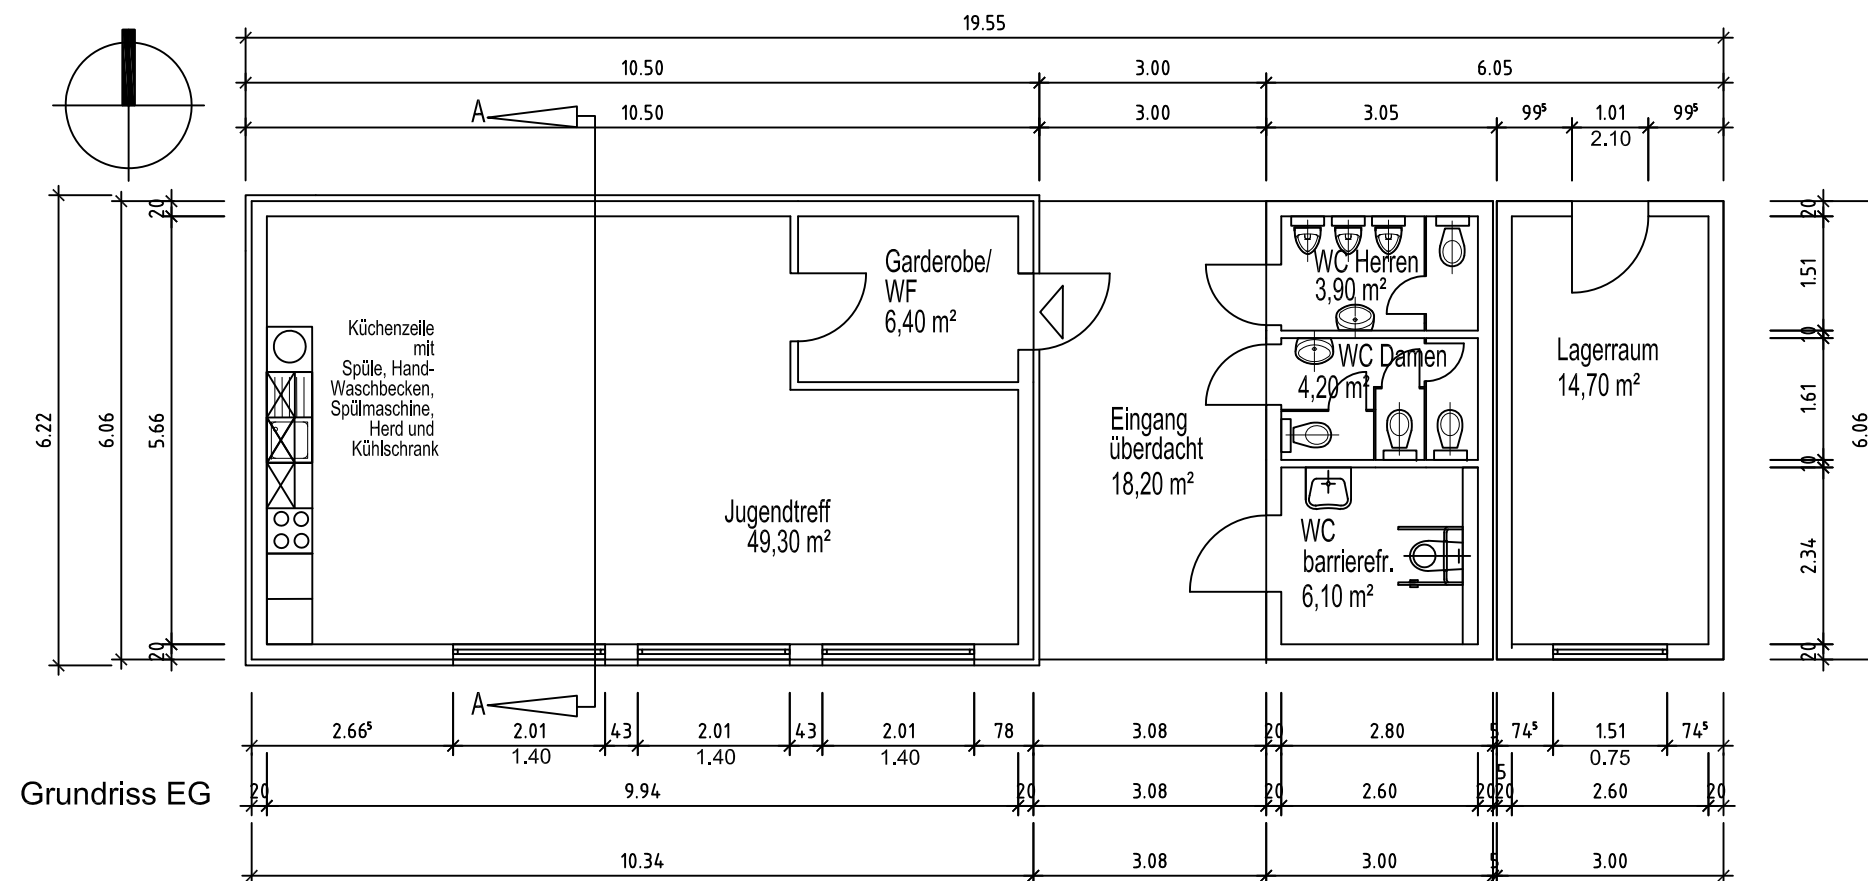 19.55
10.50 3.00 6.05
A 10.50 3.00 3.05 99⁵ 1.01 99⁵
2.10
20 20
6.22 6.06 5.66
20
Küchenzeile
mit
Spüle, Hand-
Waschbecken,
Spülmaschine,
Herd und
Kühlschrank
Garderobe/
WF
6,40 m²
Jugendtreff
49,30 m²
Eingang
überdacht
18,20 m²
WC Herren
3,90 m²
WC Damen
4,20 m²
WC
barrierefr.
6,10 m²
Lagerraum
14,70 m²
1.51
10
1.61
10
2.34
20
6.06
A
2.66⁵ 2.01 43 2.01 43 2.01 78 3.08 20 2.80 5 74⁵ 1.51 74⁵
1.40 1.40 1.40 0.75
5
Grundriss EG 20 9.94 20 3.08 20 2.60 20 20 2.60 20
10.34 3.08 3.00 5 3.00